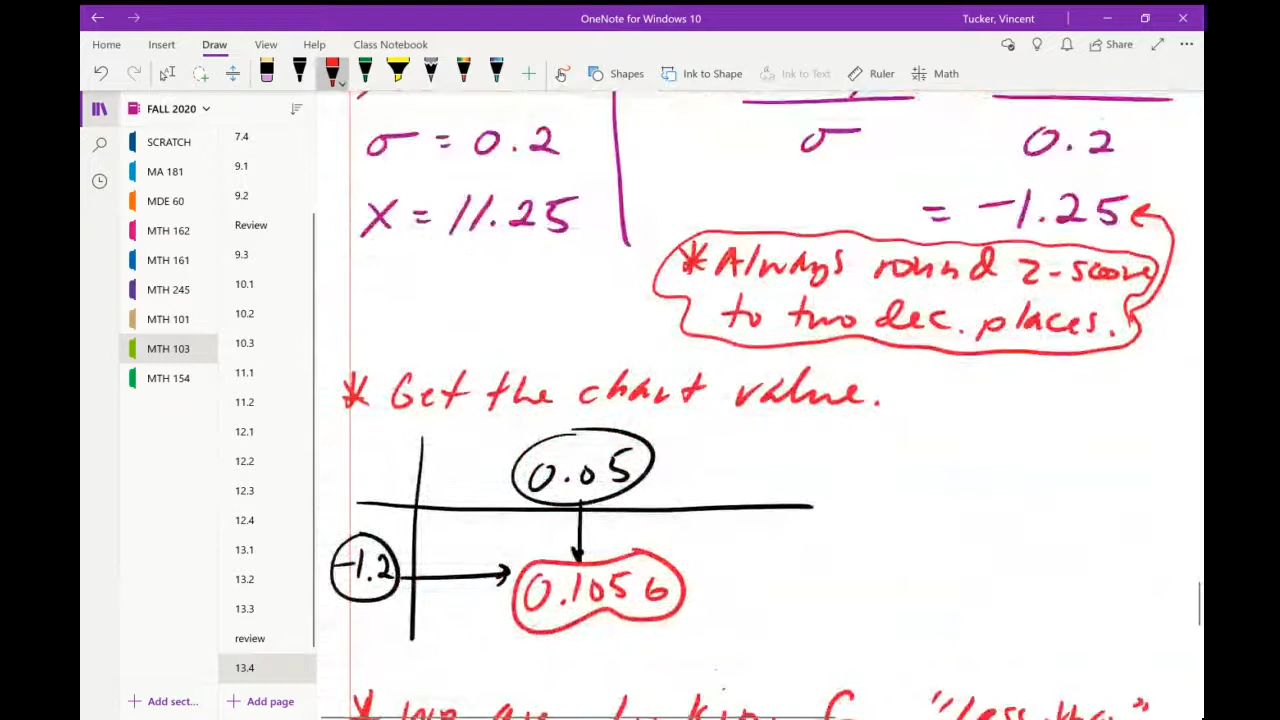 OneNote for Windows 10
Tucker, Vincent
Home Insert Draw View Help Class Notebook
Share
Shapes Ink to Shape Ink to Text Ruler Math
FALL 2020
SCRATCH
MA 181
MDE 60
MTH 162
MTH 161
MTH 245
MTH 101
MTH 103
MTH 154
Add sect...
7.4
9.1
9.2
Review
9.3
10.1
10.2
10.3
11.1
11.2
12.1
12.2
12.3
12.4
13.1
13.2
13.3
review
13.4
Add page
σ = 0.2
x = 11.25
σ 0.2
= -1.25
* Always round z-score
to two dec. places.
* Get the chart value.
0.05
-1.2 0.1056
* "less than"